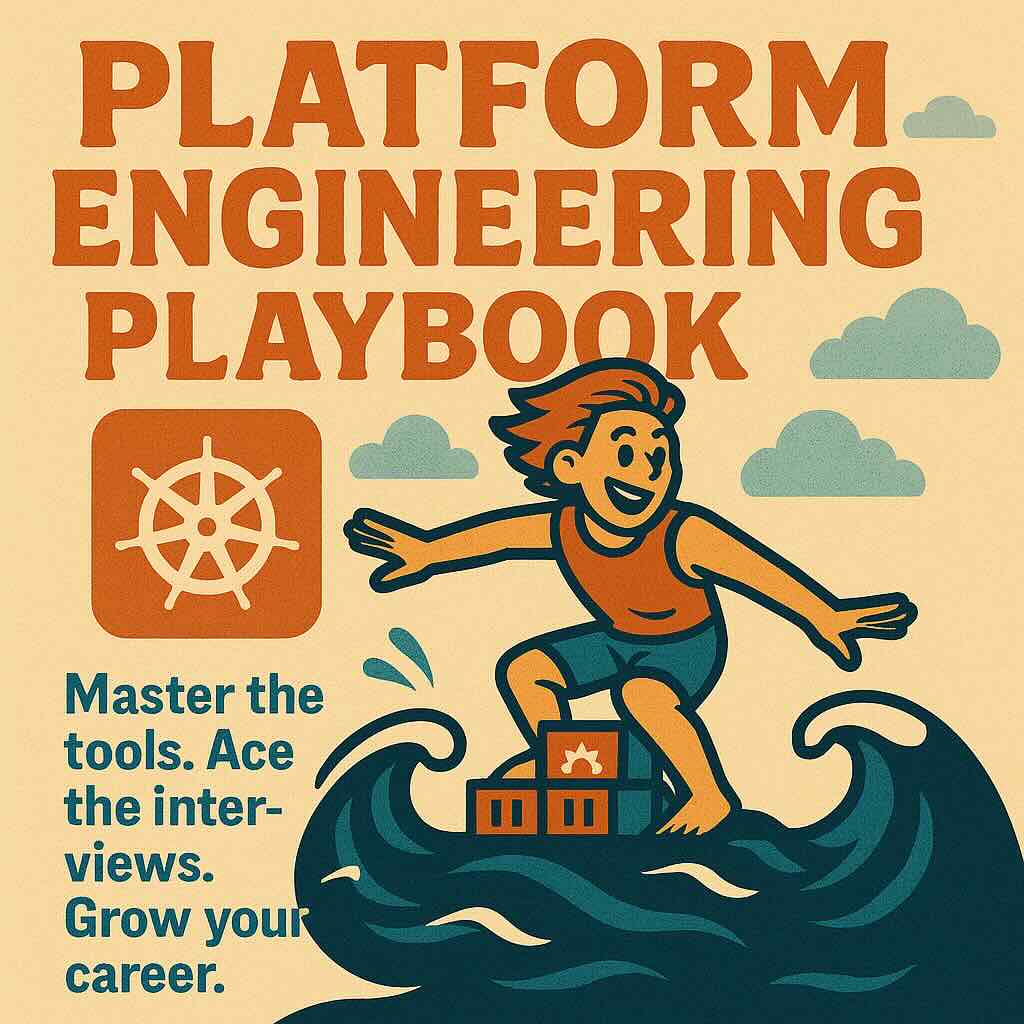 PLATFORM
ENGINEERING
PLAYBOOK
Master the
tools. Ace
the inter-
views.
Grow your
career.